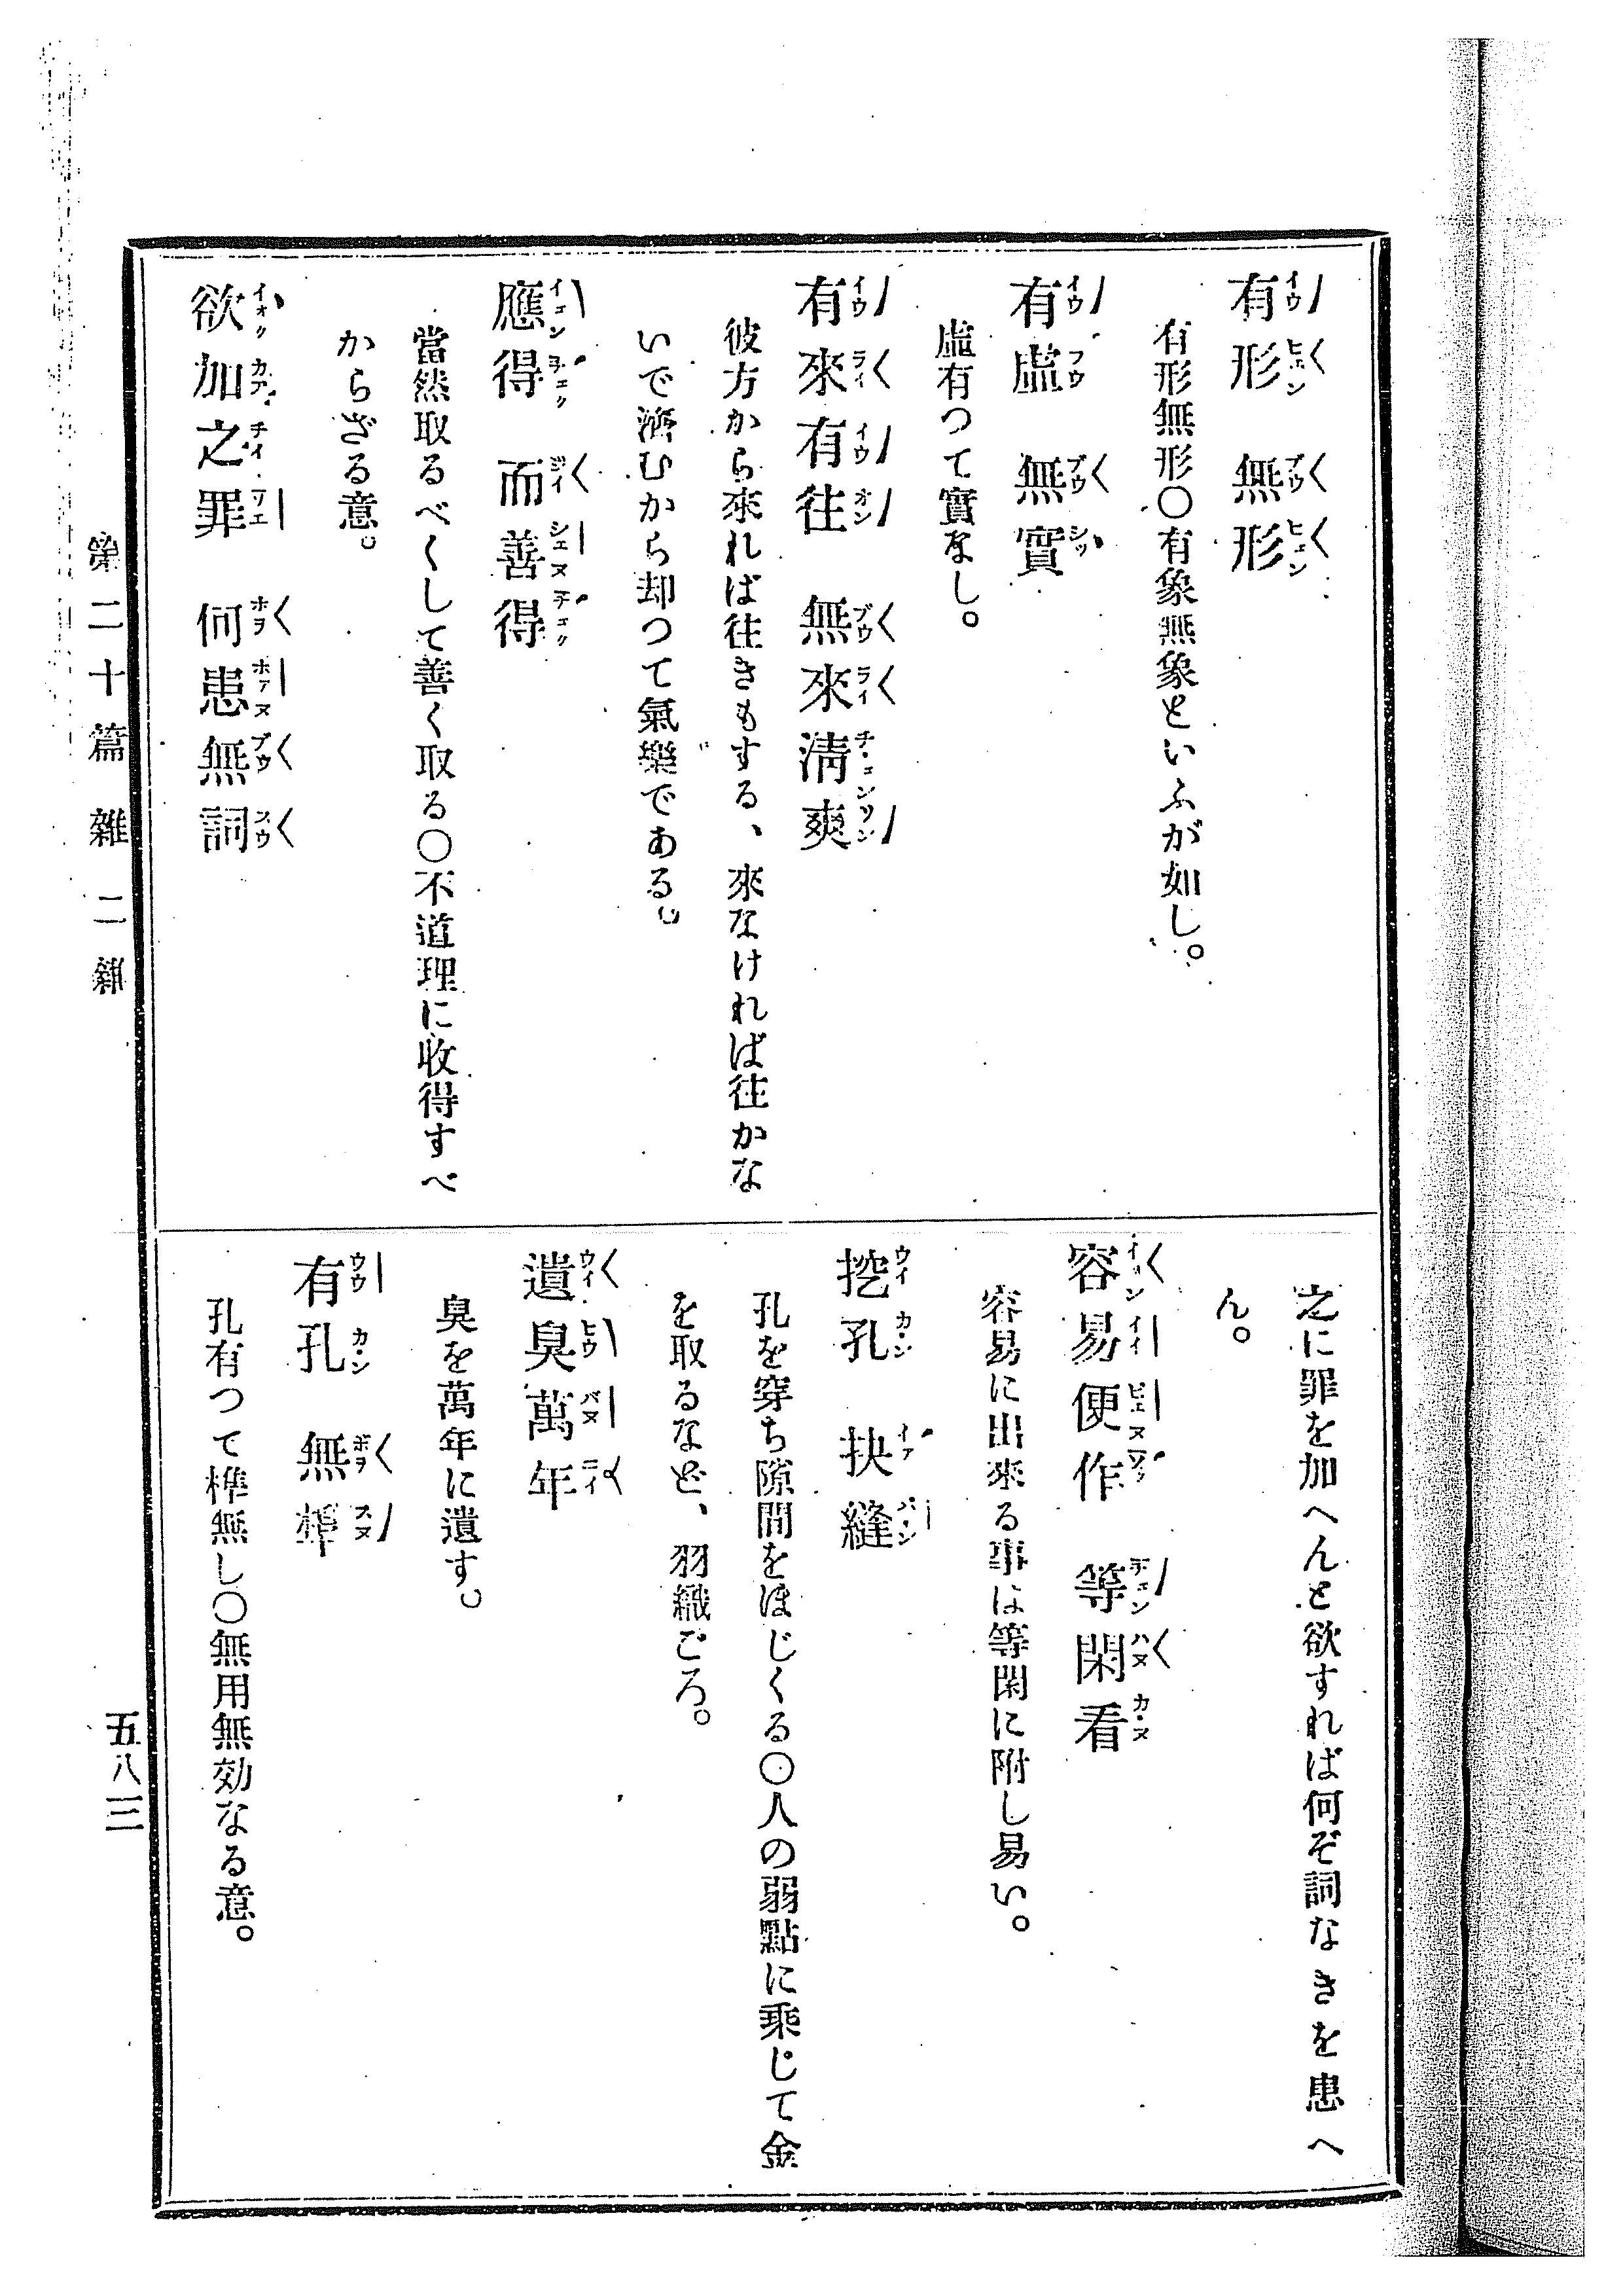 有形　無形
有形無形〇有象無象といふが如し。
有虛　無實
虛有つて實なし。
有來有往　無來淸爽
彼方から來れば往きもする、來なければ往かな
いで濟むから却つて氣樂である。
應得　而善得
當然取るべくして善く取る〇不道理に收得すべ
からざる意。
欲加之罪　何患無詞
之に罪を加へんと欲すれば何ぞ詞なきを患へ
ん。
容易便作　等閑看
容易に出來る事は等閑に附し易い。
挖孔　抉縫
孔を穿ち隙間をほじくる〇人の弱點に乘じて金
を取るなど、羽織ごろ。
遺臭萬年
臭を萬年に遺す。
有孔　無榫
孔有つて榫無し〇無用無効なる意。
第二十篇　雜　二　雜
五八三